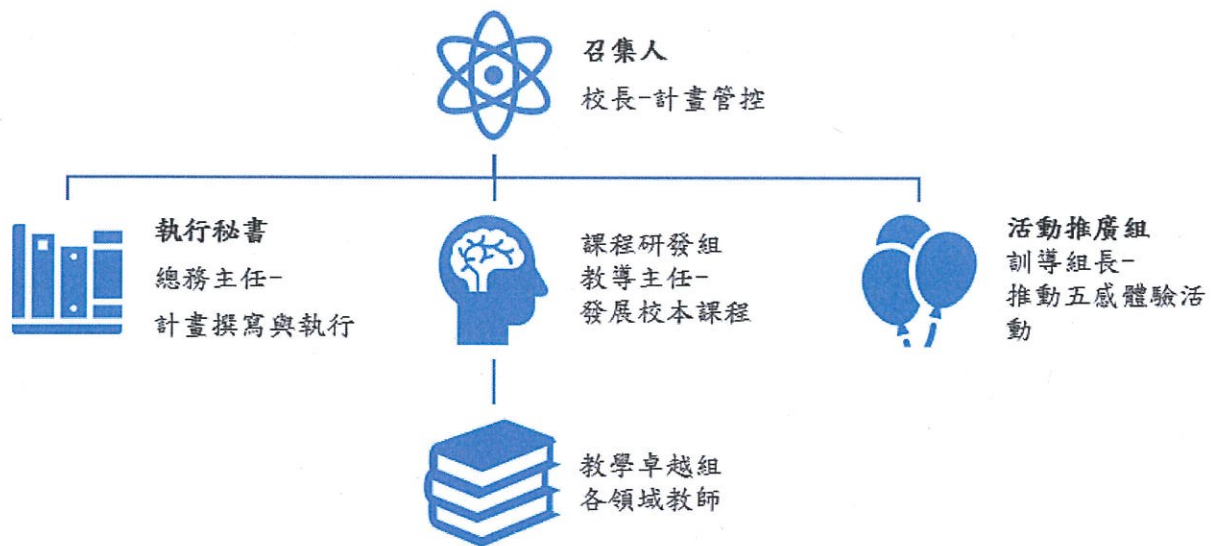 召集人
校長-計畫管控
執行秘書
總務主任-
計畫撰寫與執行
課程研發組
教導主任-
發展校本課程
活動推廣組
訓導組長-
推動五感體驗活
動
教學卓越組
各領域教師